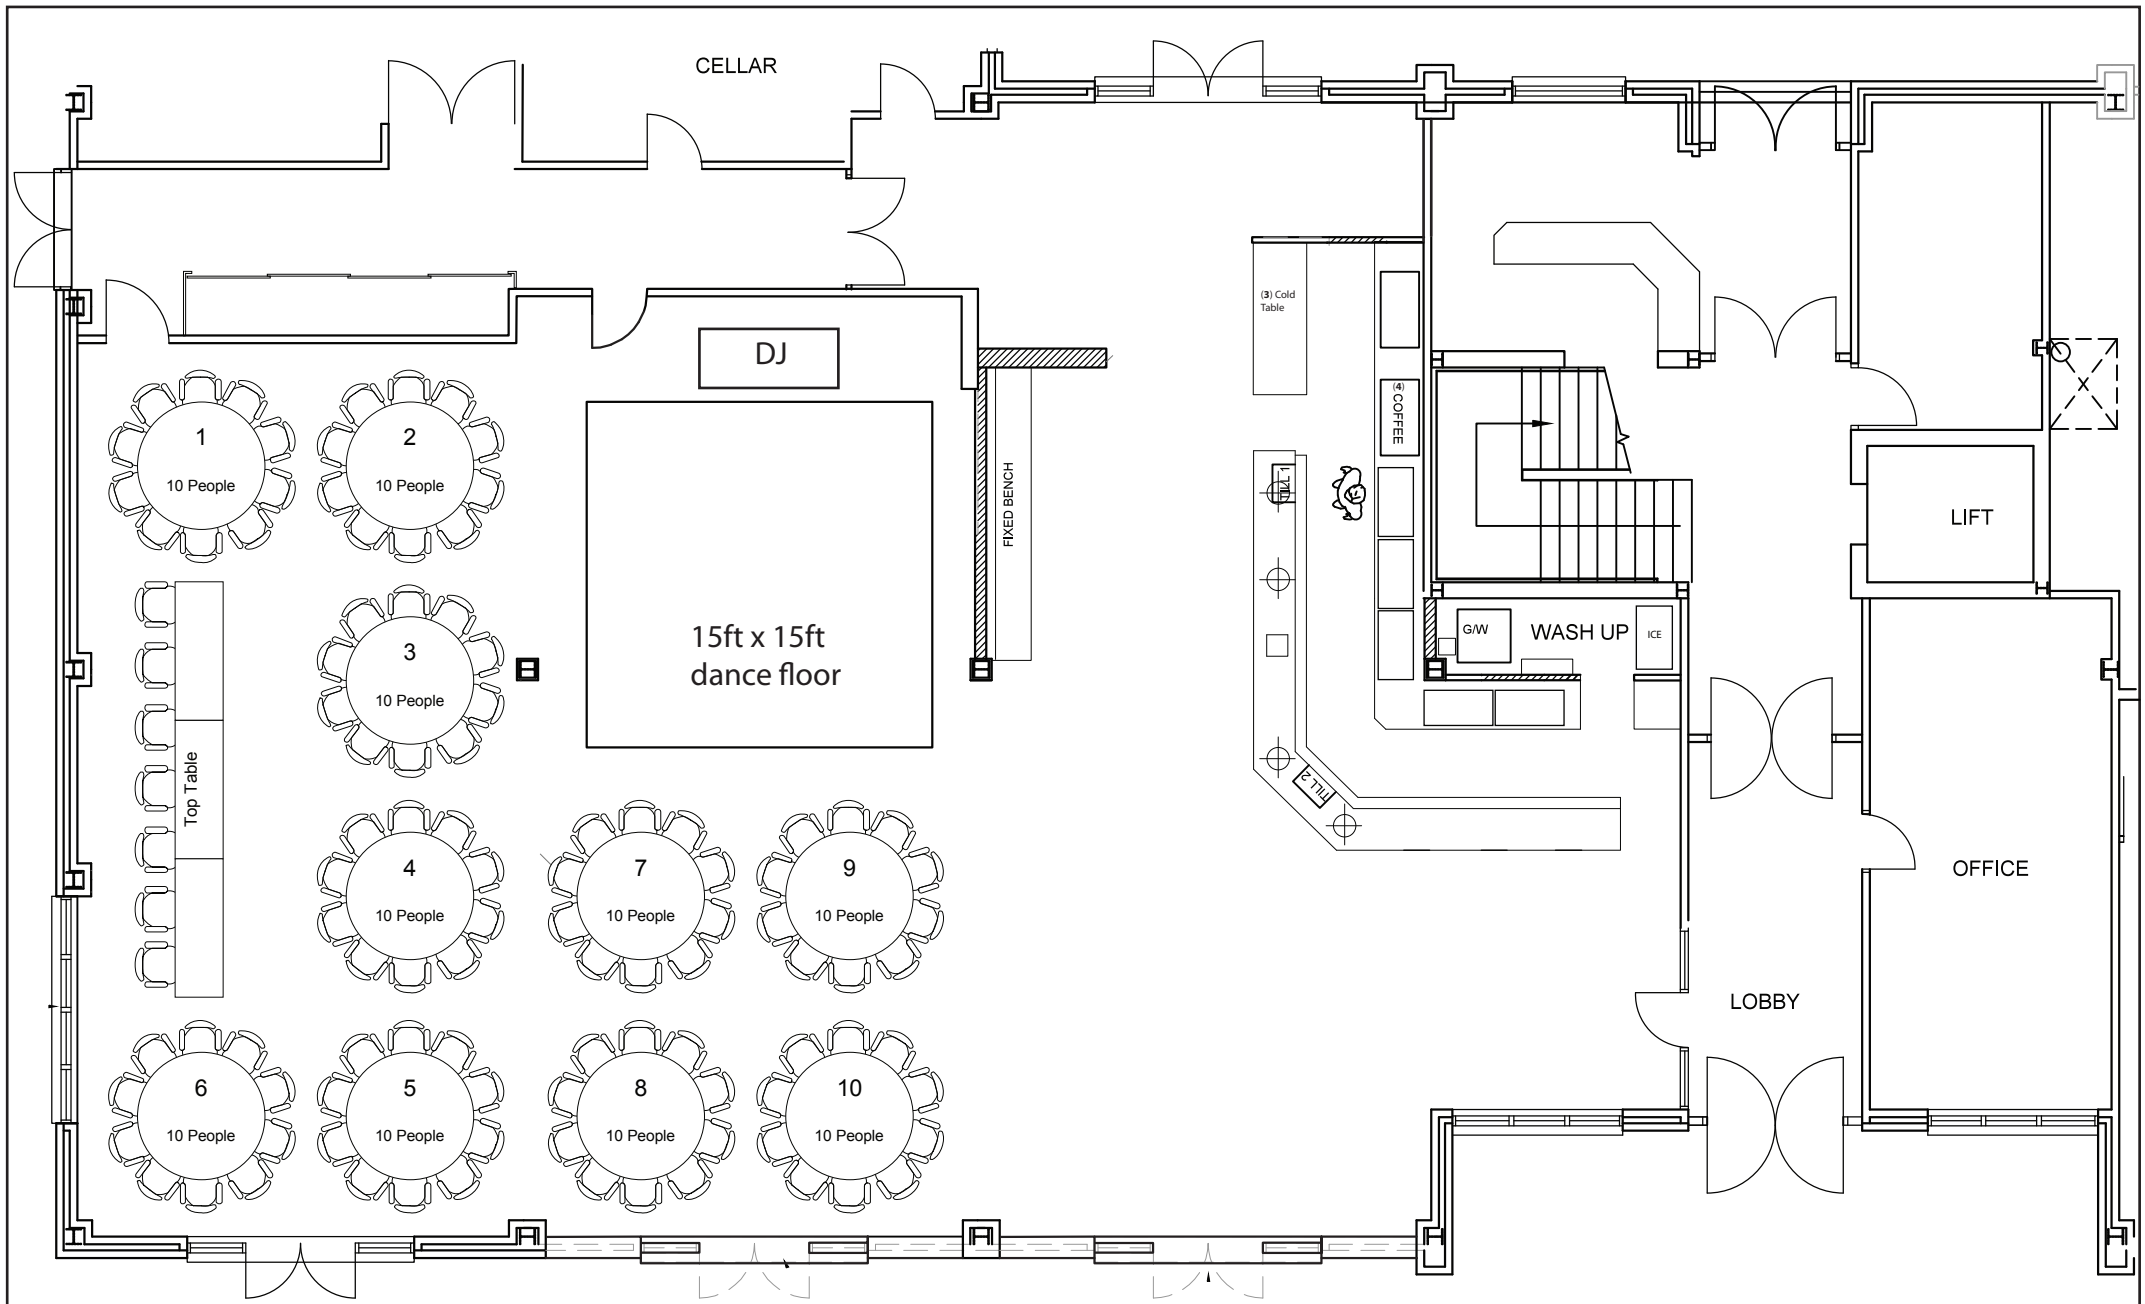 CELLAR
(3) Cold
Table
DJ
(4)
COFFEE
1
10 People
2
10 People
FIXED BENCH
TILL 1
LIFT
15ft x 15ft
dance floor
3
10 People
G/W
WASH UP
ICE
Top Table
TILL 2
4
10 People
7
10 People
9
10 People
OFFICE
LOBBY
6
10 People
5
10 People
8
10 People
10
10 People